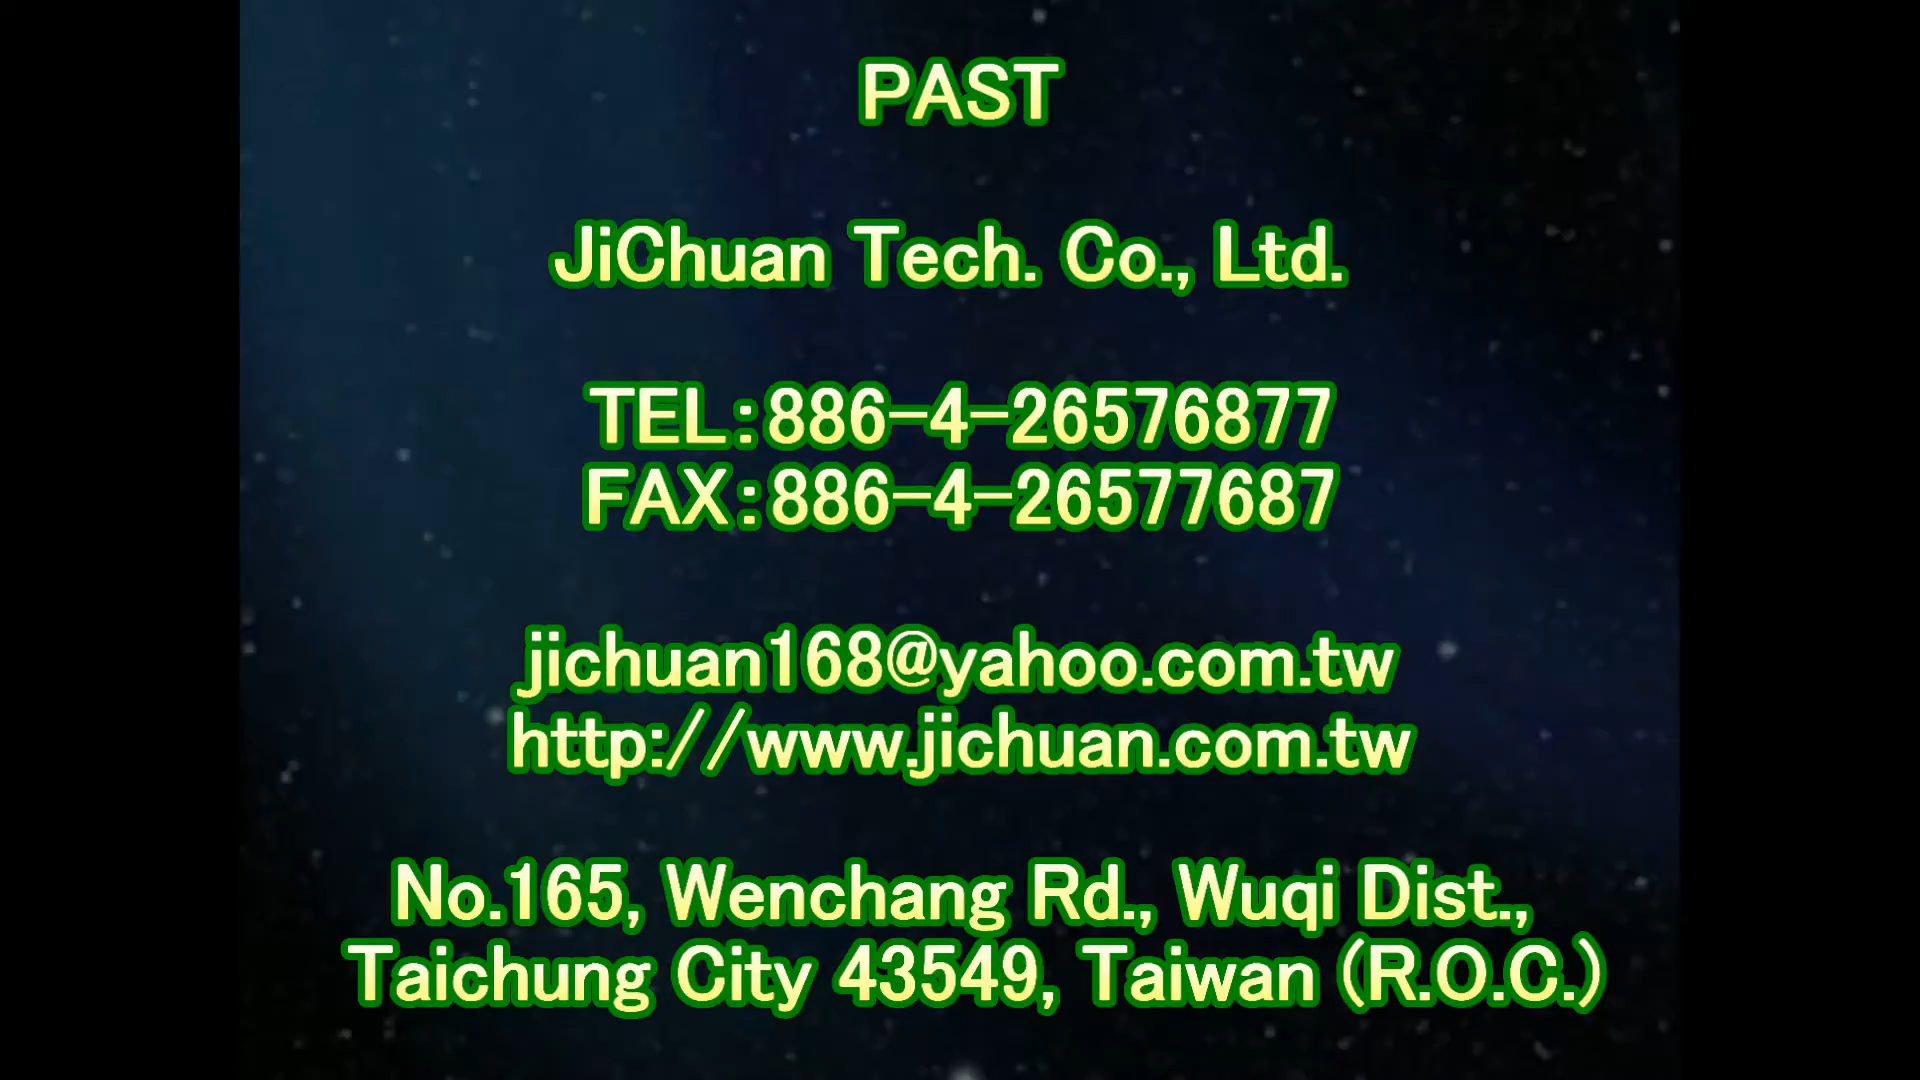 PAST
JiChuan Tech. Co., Ltd.
TEL:886-4-26576877
FAX:886-4-26577687
jichuan168@yahoo.com.tw
http://www.jichuan.com.tw
No.165, Wenchang Rd., Wuqi Dist.,
Taichung City 43549, Taiwan (R.O.C.)